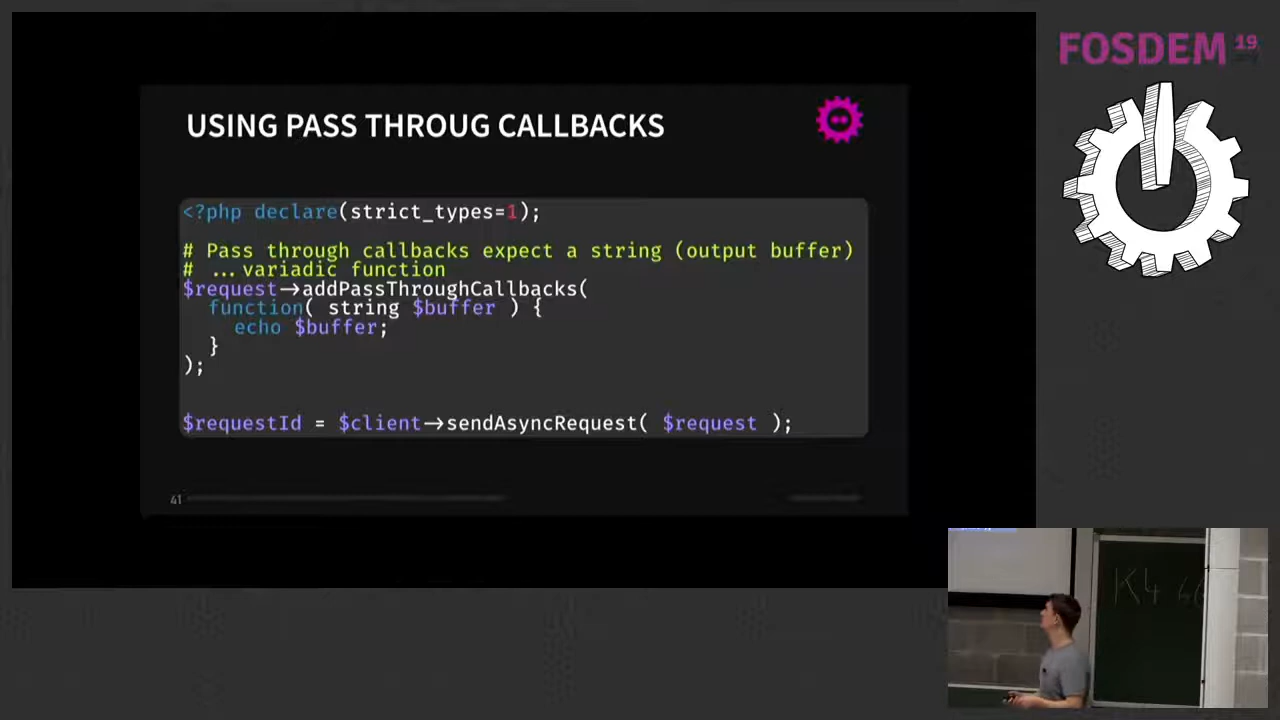 FOSDEM 19
USING PASS THROUG CALLBACKS
<?php declare(strict_types=1);
# Pass through callbacks expect a string (output buffer)
# ...variadic function
$request→addPassThroughCallbacks(
function( string $buffer ) {
echo $buffer;
}
);
$requestId = $client→sendAsyncRequest( $request );
41